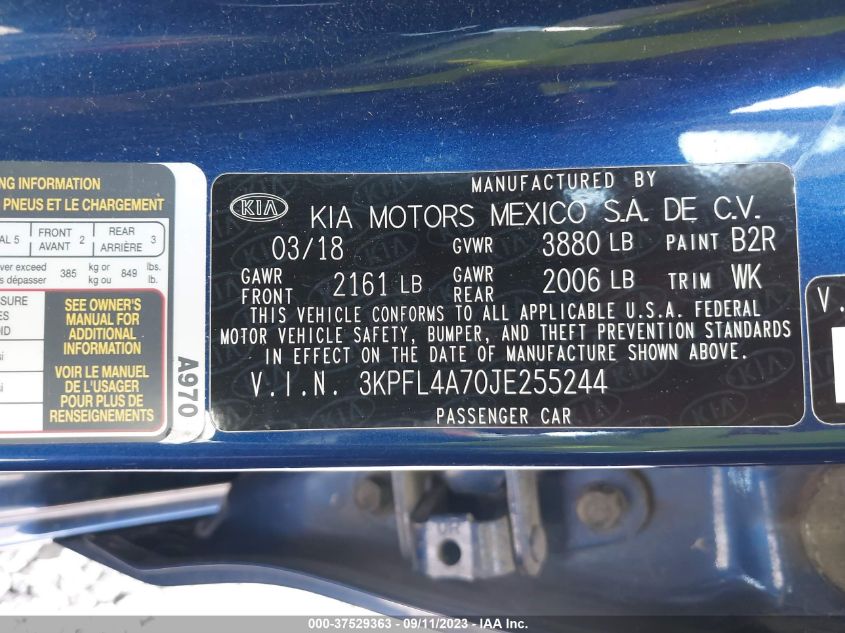 NG INFORMATION
PNEUS ET LE CHARGEMENT
AL 5 FRONT AVANT 2 REAR ARRIÈRE 3
ver exceed 385 kg or 849 lbs.
s dépasser kg ou lb.
SSURE
ES
ID
SEE OWNER'S
MANUAL FOR
ADDITIONAL
INFORMATION
VOIR LE MANUEL
DE L'USAGER
POUR PLUS DE
RENSEIGNEMENTS
A970
MANUFACTURED BY
KIA KIA MOTORS MEXICO S.A. DE C.V.
03/18 GVWR 3880 LB PAINT B2R
GAWR FRONT 2161 LB GAWR REAR 2006 LB TRIM WK
THIS VEHICLE CONFORMS TO ALL APPLICABLE U.S.A. FEDERAL
MOTOR VEHICLE SAFETY, BUMPER, AND THEFT PREVENTION STANDARDS
IN EFFECT ON THE DATE OF MANUFACTURE SHOWN ABOVE.
V.I.N. 3KPFL4A70JE255244
PASSENGER CAR
V.
000-37529363 - 09/11/2023 - IAAI.COM